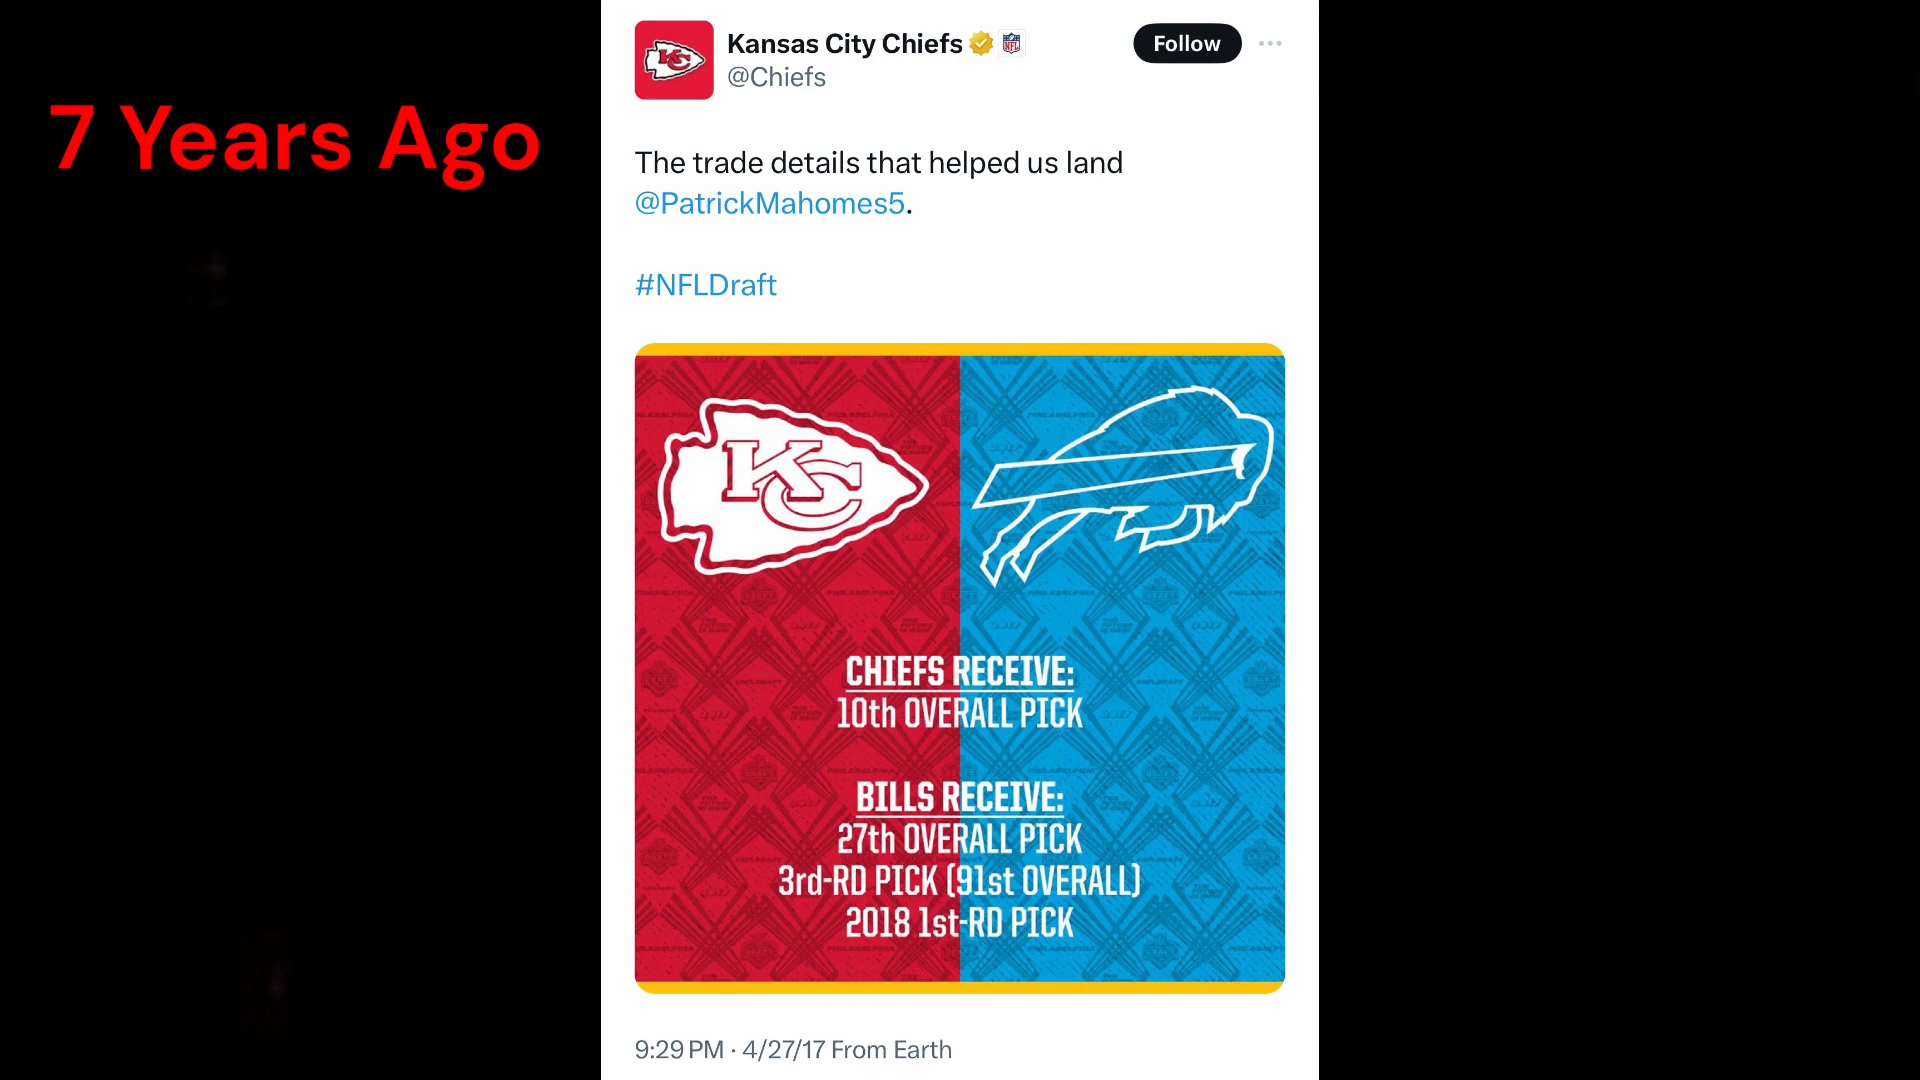 7 Years Ago
Kansas City Chiefs
@Chiefs
Follow
The trade details that helped us land
@PatrickMahomes5.
#NFLDraft
KC
CHIEFS RECEIVE:
10th OVERALL PICK
BILLS RECEIVE:
27th OVERALL PICK
3rd-RD PICK (91st OVERALL)
2018 1st-RD PICK
9:29 PM · 4/27/17 From Earth